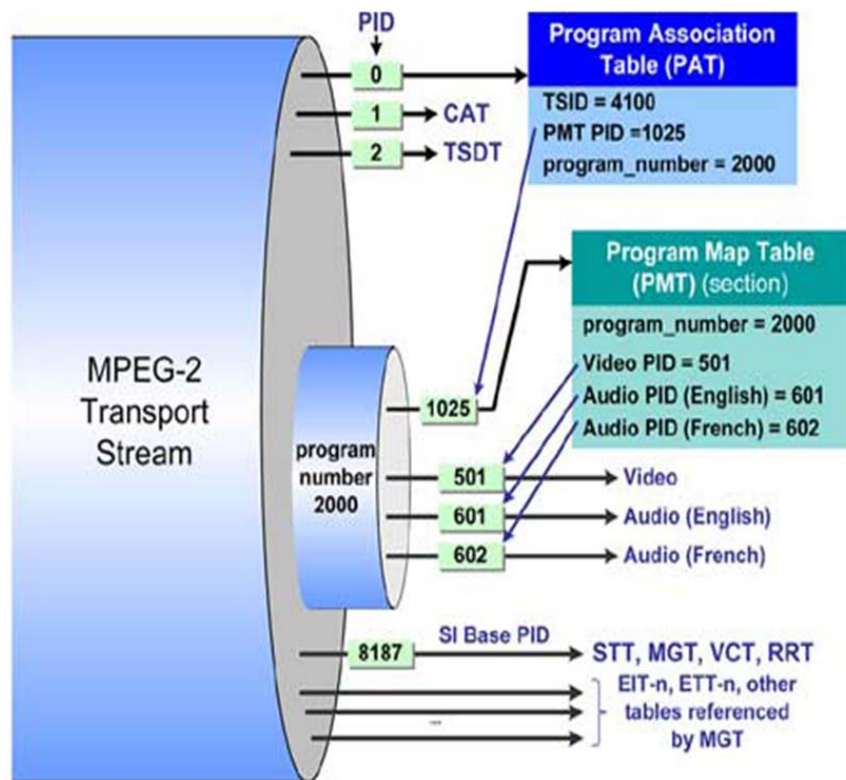 PID
0
1
CAT
2
TSDT
Program Association
Table (PAT)
TSID = 4100
PMT PID =1025
program_number = 2000
MPEG-2
Transport
Stream
program
number
2000
1025
Program Map Table
(PMT) (section)
program_number = 2000
Video PID = 501
Audio PID (English) = 601
Audio PID (French) = 602
501
Video
601
Audio (English)
602
Audio (French)
8187
SI Base PID
STT, MGT, VCT, RRT
EIT-n, ETT-n, other
tables referenced
by MGT
...